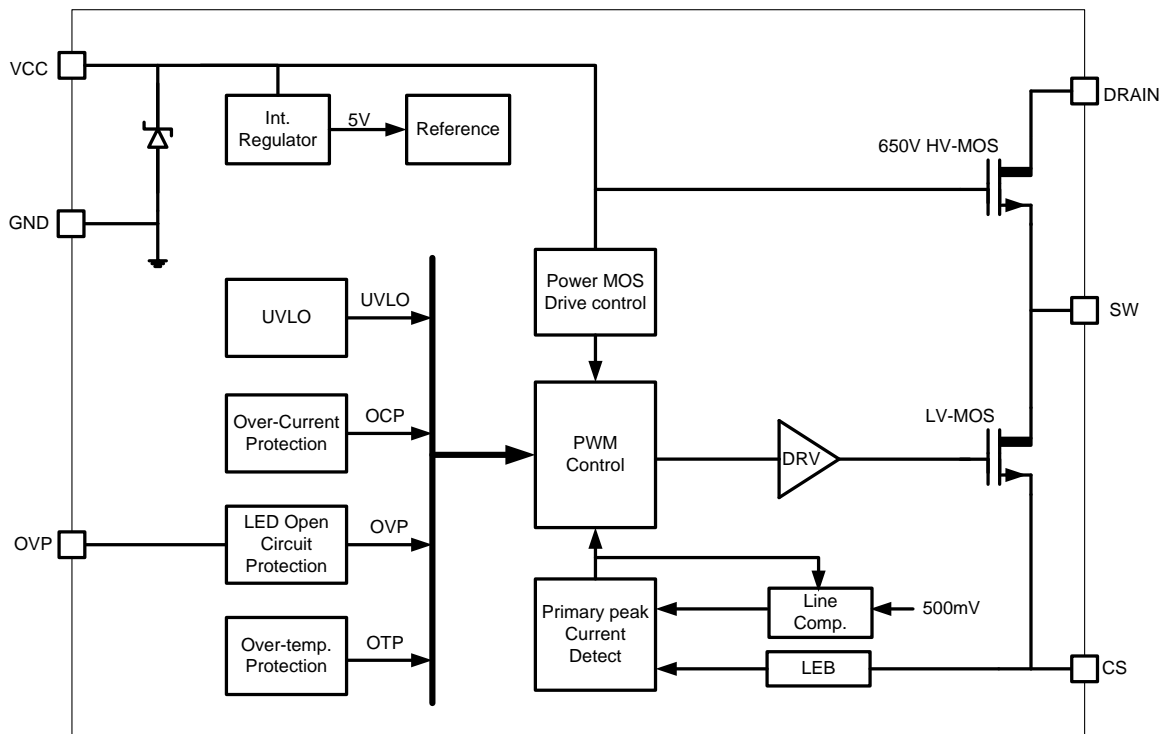 VCC
DRAIN
Int.
Regulator
5V
Reference
650V HV-MOS
GND
Power MOS
Drive control
UVLO
UVLO
SW
Over-Current
Protection
OCP
PWM
Control
DRV
LV-MOS
OVP
LED Open
Circuit
Protection
OVP
Primary peak
Current
Detect
Line
Comp.
500mV
Over-temp.
Protection
OTP
LEB
CS